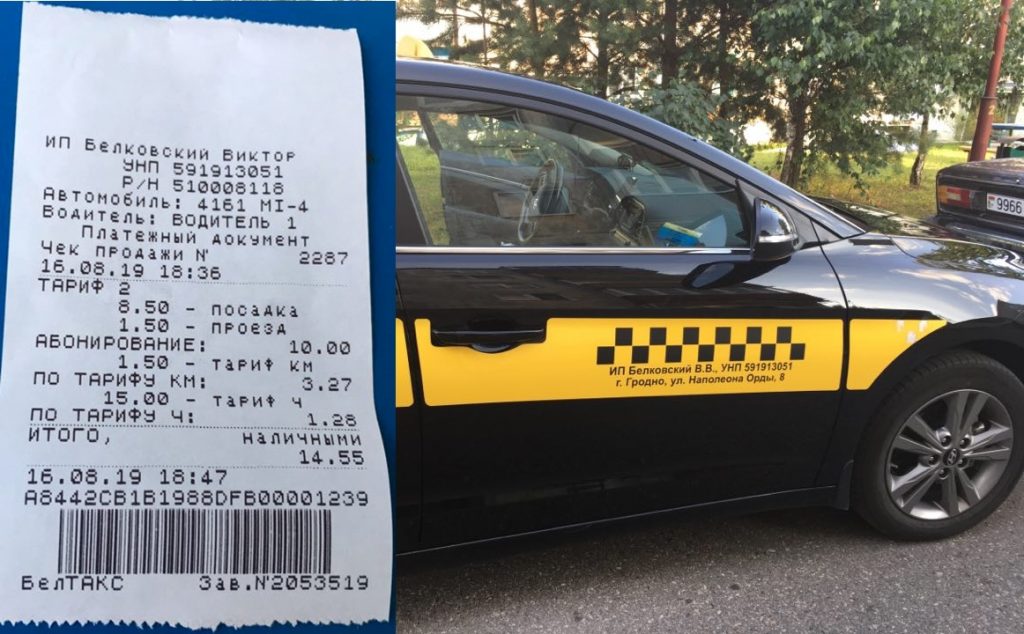 ИП Белковский Виктор
УНП 591913051
Р/Н 510008118
Автомобиль: 4161 MI-4
Водитель: ВОДИТЕЛЬ 1
Платежный документ
Чек продажи N 2287
16.08.19 18:36
ТАРИФ 2
8.50 - посадка
1.50 - проезд
АБОНИРОВАНИЕ: 10.00
1.50 - тариф км
ПО ТАРИФУ КМ: 3.27
15.00 - тариф ч
ПО ТАРИФУ Ч: 1.28
ИТОГО, наличными
14.55
16.08.19 18:47
A8442CB1B1988DFB00001239
БелТАКС Зав.N2053519
ИП Белковский В.В., УНП 591913051
г. Гродно, ул. Наполеона Орды, 8
9966